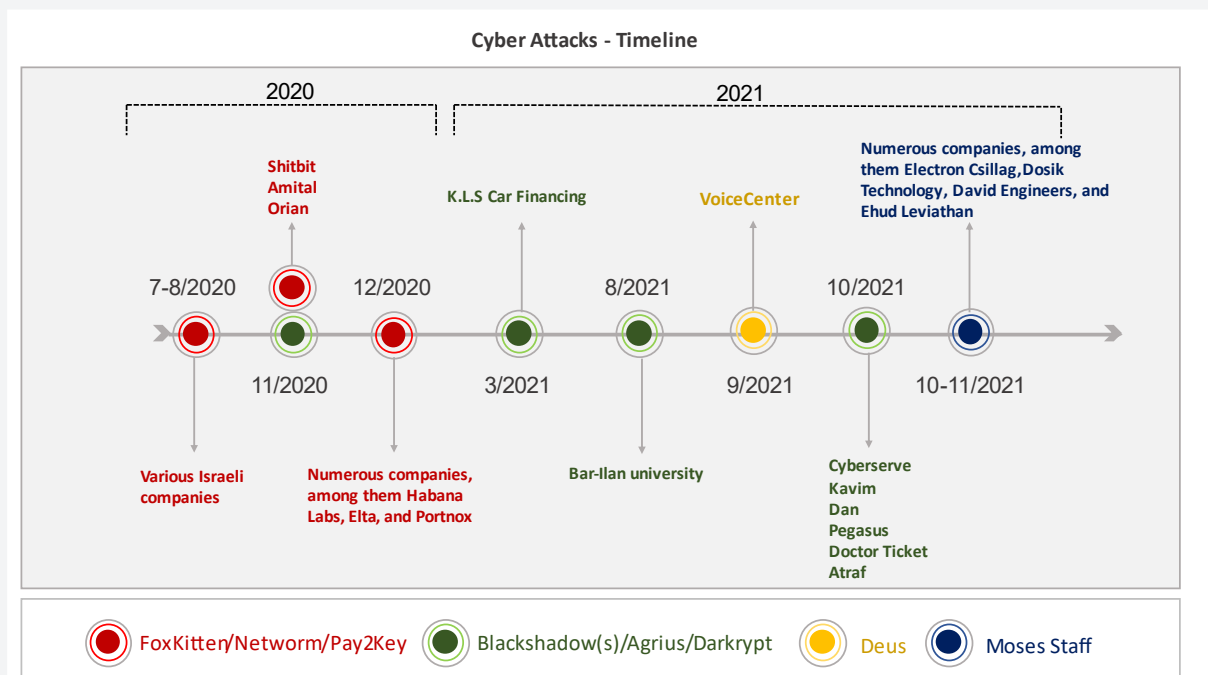 Cyber Attacks - Timeline
2020
2021
Shitbit
Amital
Orian
K.L.S Car Financing
VoiceCenter
Numerous companies, among
them Electron Csillag,Dosik
Technology, David Engineers, and
Ehud Leviathan
7-8/2020
12/2020
8/2021
10/2021
11/2020
3/2021
9/2021
10-11/2021
Various Israeli
companies
Numerous companies,
among them Habana
Labs, Elta, and Portnox
Bar-Ilan university
Cyberserve
Kavim
Dan
Pegasus
Doctor Ticket
Atraf
FoxKitten/Networm/Pay2Key
Blackshadow(s)/Agrius/Darkrypt
Deus
Moses Staff